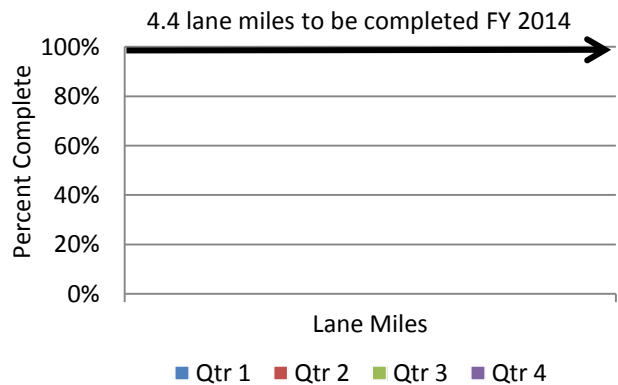 4.4 lane miles to be completed FY 2014
Percent Complete
100%
80%
60%
40%
20%
0%
Lane Miles
Qtr 1 Qtr 2 Qtr 3 Qtr 4